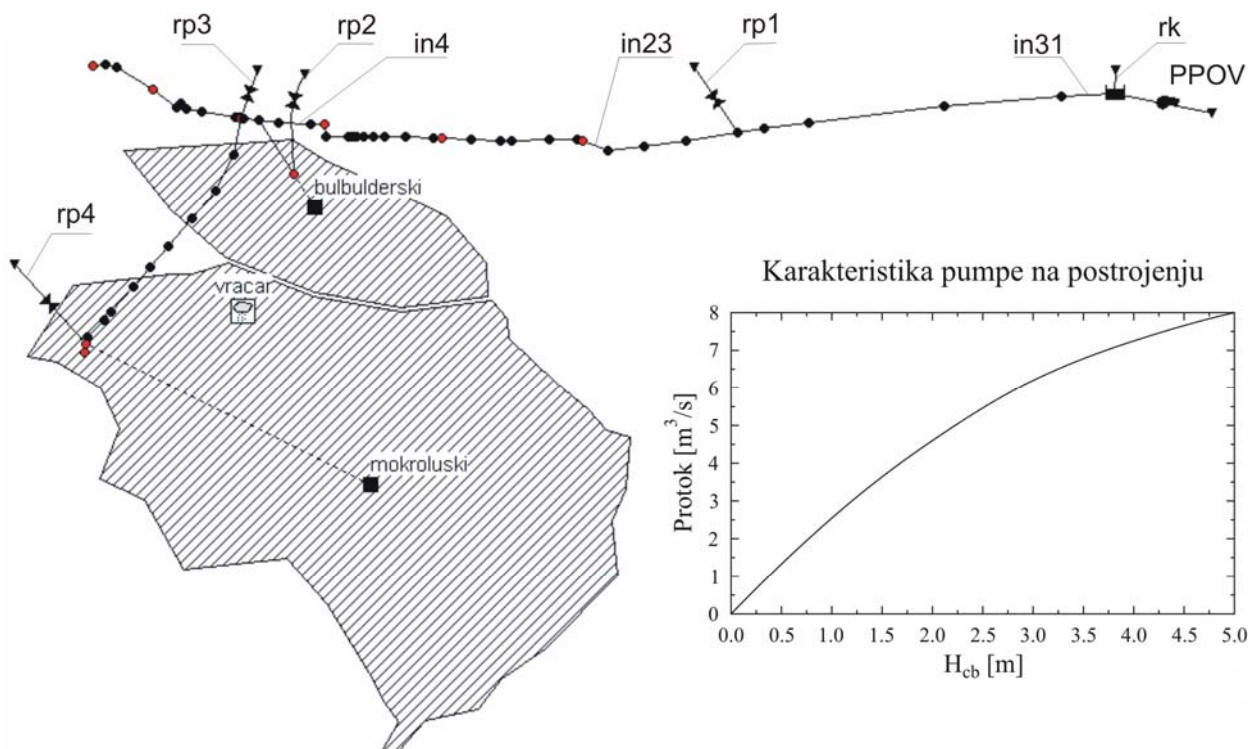 rp3
rp2
in4
in23
rp1
in31
rk
PPOV
bulbulderski
rp4
vracar
mokroluski
Karakteristika pumpe na postrojenju
Protok [m³/s]
8
7
6
5
4
3
2
1
0
0.0 0.5 1.0 1.5 2.0 2.5 3.0 3.5 4.0 4.5 5.0
H_cb [m]